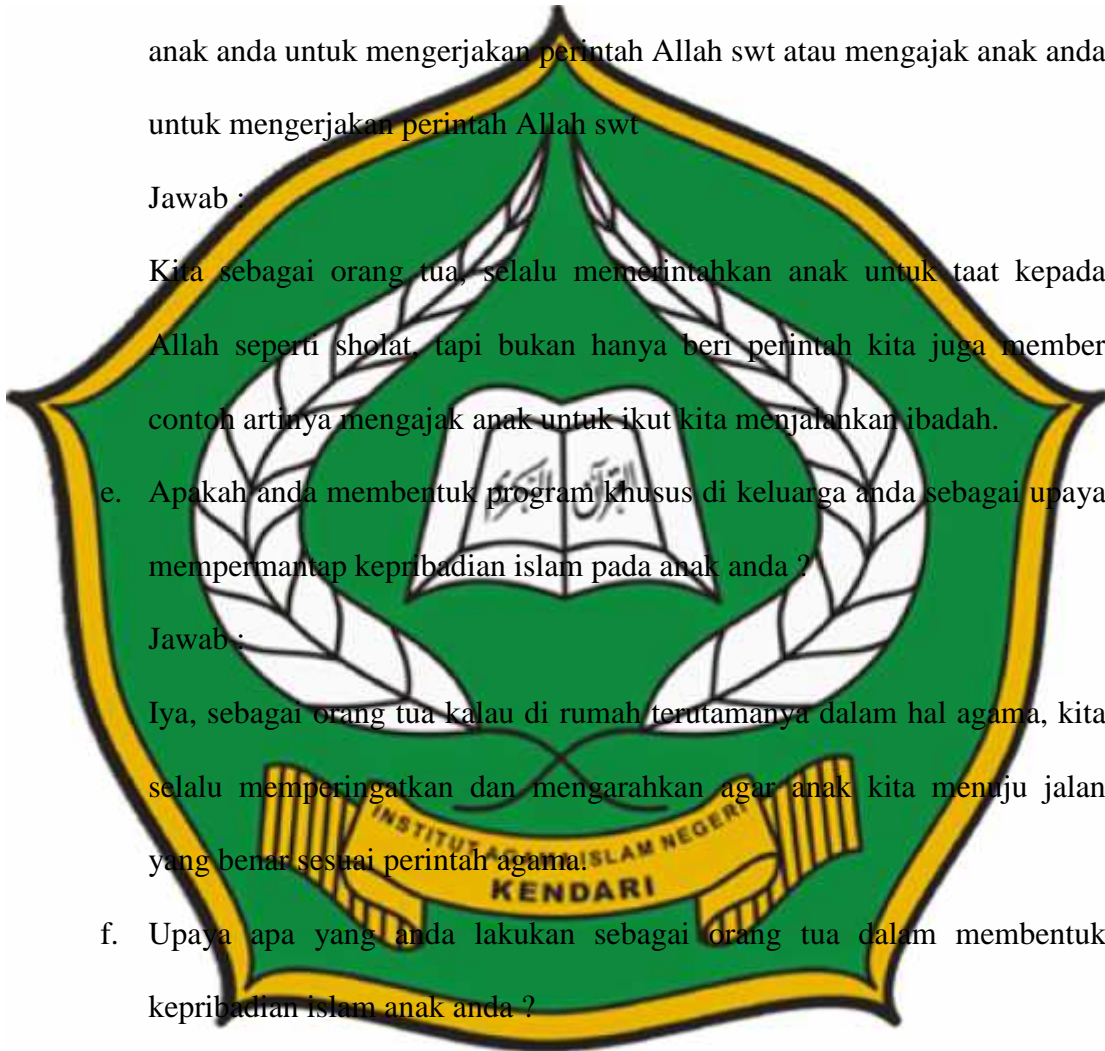 anak anda untuk mengerjakan perintah Allah swt atau mengajak anak anda
untuk mengerjakan perintah Allah swt
Jawab :
Kita sebagai orang tua, selalu memerintahkan anak untuk taat kepada
Allah seperti sholat, tapi bukan hanya beri perintah kita juga member
contoh artinya mengajak anak untuk ikut kita menjalankan ibadah.
القرآن الكريم
e. Apakah anda membentuk program khusus di keluarga anda sebagai upaya
mempermantap kepribadian islam pada anak anda ?
Jawab :
Iya, sebagai orang tua kalau di rumah terutamanya dalam hal agama, kita
selalu memperingatkan dan mengarahkan agar anak kita menuju jalan
yang benar sesuai perintah agama.
INSTITUT AGAMA ISLAM NEGERI
KENDARI
f. Upaya apa yang anda lakukan sebagai orang tua dalam membentuk
kepribadian islam anak anda ?